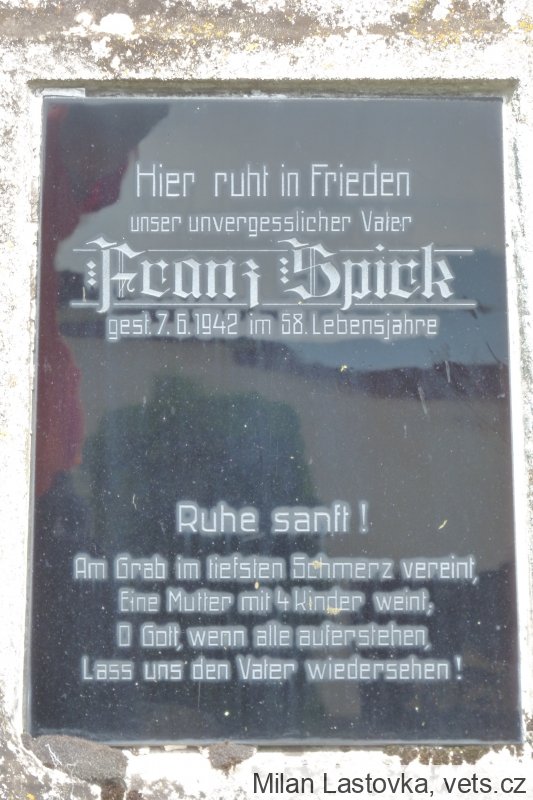 Hier ruht in Frieden
unser unvergesslicher Vater
Franz Spick
gest. 7. 6. 1942 im 58. Lebensjahre
Ruhe sanft !
Am Grab im tiefsten Schmerz vereint,
Eine Mutter mit 4 Kinder weint,
O Gott, wenn alle auferstehen,
Lass uns den Vater wiedersehen !
Milan Lastovka, vets.cz